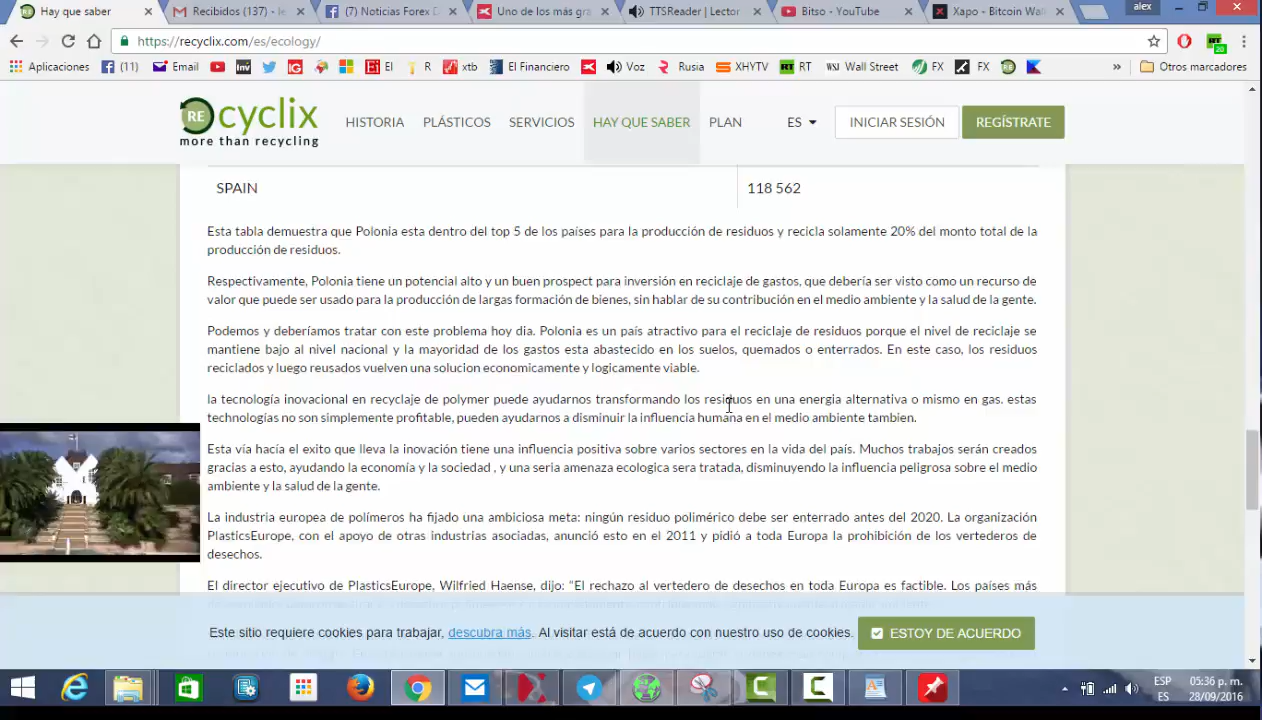 Hay que saber
Recibidos (137) - le
(7) Noticias Forex D
Uno de los más gra
TTSReader | Lector
Bitso - YouTube
Xapo - Bitcoin Wall
alex
https://recyclix.com/es/ecology/
Aplicaciones
(11)
Email
El
R
xtb
El Financiero
Voz
Rusia
XHYTV
RT
WSJ
Wall Street
FX
FX
»
Otros marcadores
RE cyclix
more than recycling
HISTORIA
PLÁSTICOS
SERVICIOS
HAY QUE SABER
PLAN
ES
INICIAR SESIÓN
REGÍSTRATE
SPAIN
118 562
Esta tabla demuestra que Polonia esta dentro del top 5 de los países para la producción de residuos y recicla solamente 20% del monto total de la
producción de residuos.
Respectivamente, Polonia tiene un potencial alto y un buen prospect para inversión en reciclaje de gastos, que debería ser visto como un recurso de
valor que puede ser usado para la producción de largas formación de bienes, sin hablar de su contribución en el medio ambiente y la salud de la gente.
Podemos y deberíamos tratar con este problema hoy día. Polonia es un país atractivo para el reciclaje de residuos porque el nivel de reciclaje se
mantiene bajo al nivel nacional y la mayoridad de los gastos esta abastecido en los suelos, quemados o enterrados. En este caso, los residuos
reciclados y luego reusados vuelven una solucion economicamente y logicamente viable.
la tecnología inovacional en recyclaje de polymer puede ayudarnos transformando los residuos en una energia alternativa o mismo en gas. estas
technologías no son simplemente profitable, pueden ayudarnos a disminuir la influencia humana en el medio ambiente tambien.
Esta vía hacía el exito que lleva la inovación tiene una influencia positiva sobre varios sectores en la vida del país. Muchos trabajos serán creados
gracias a esto, ayudando la economía y la sociedad , y una seria amenaza ecologica sera tratada, disminuyendo la influencia peligrosa sobre el medio
ambiente y la salud de la gente.
La industria europea de polímeros ha fijado una ambiciosa meta: ningún residuo polimérico debe ser enterrado antes del 2020. La organización
PlasticsEurope, con el apoyo de otras industrias asociadas, anunció esto en el 2011 y pidió a toda Europa la prohibición de los vertederos de
desechos.
El director ejecutivo de PlasticsEurope, Wilfried Haense, dijo: "El rechazo al vertedero de desechos en toda Europa es factible. Los países más
Este sitio requiere cookies para trabajar, descubra más. Al visitar está de acuerdo con nuestro uso de cookies.
ESTOY DE ACUERDO
ESP
ES
05:36 p. m.
28/09/2016